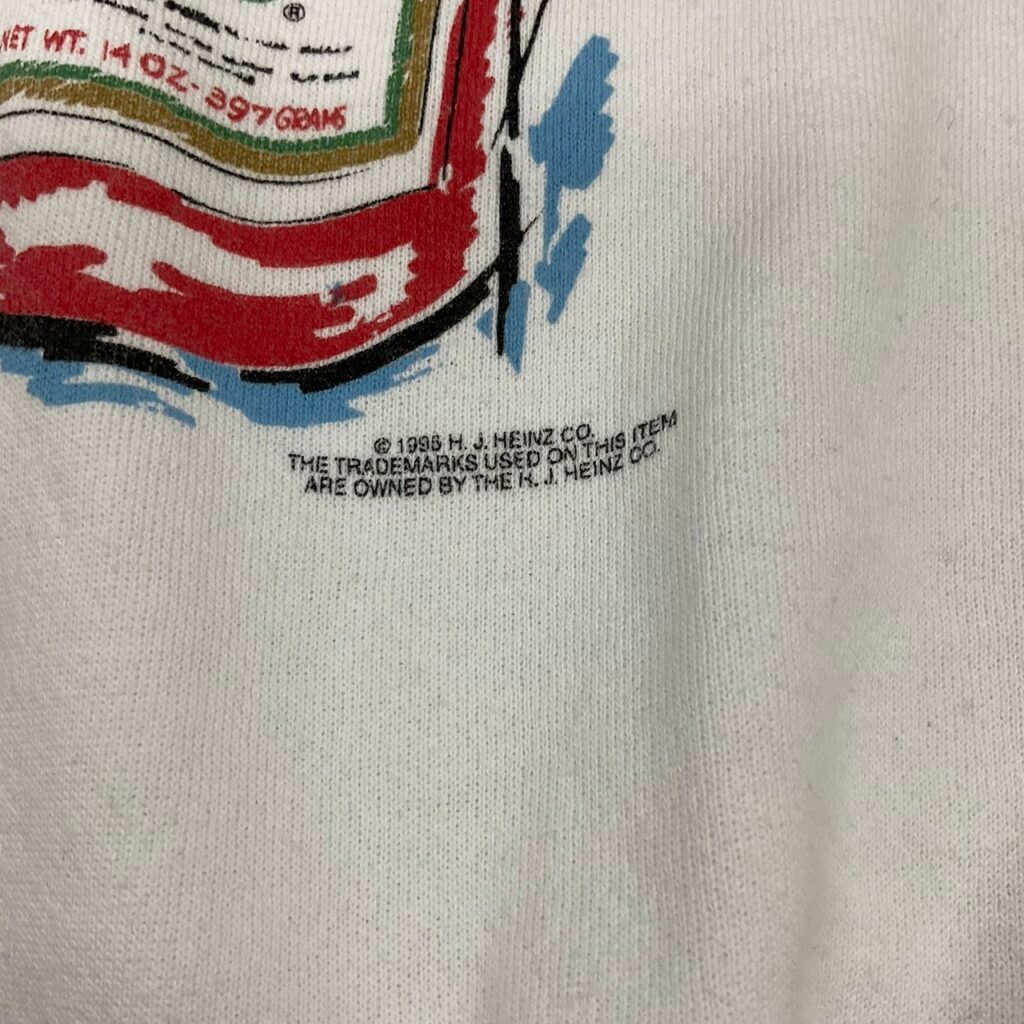 ®
NET WT. 14 OZ-397 GRAMS
© 1995 H. J. HEINZ CO.
THE TRADEMARKS USED ON THIS ITEM
ARE OWNED BY THE H. J. HEINZ CO.